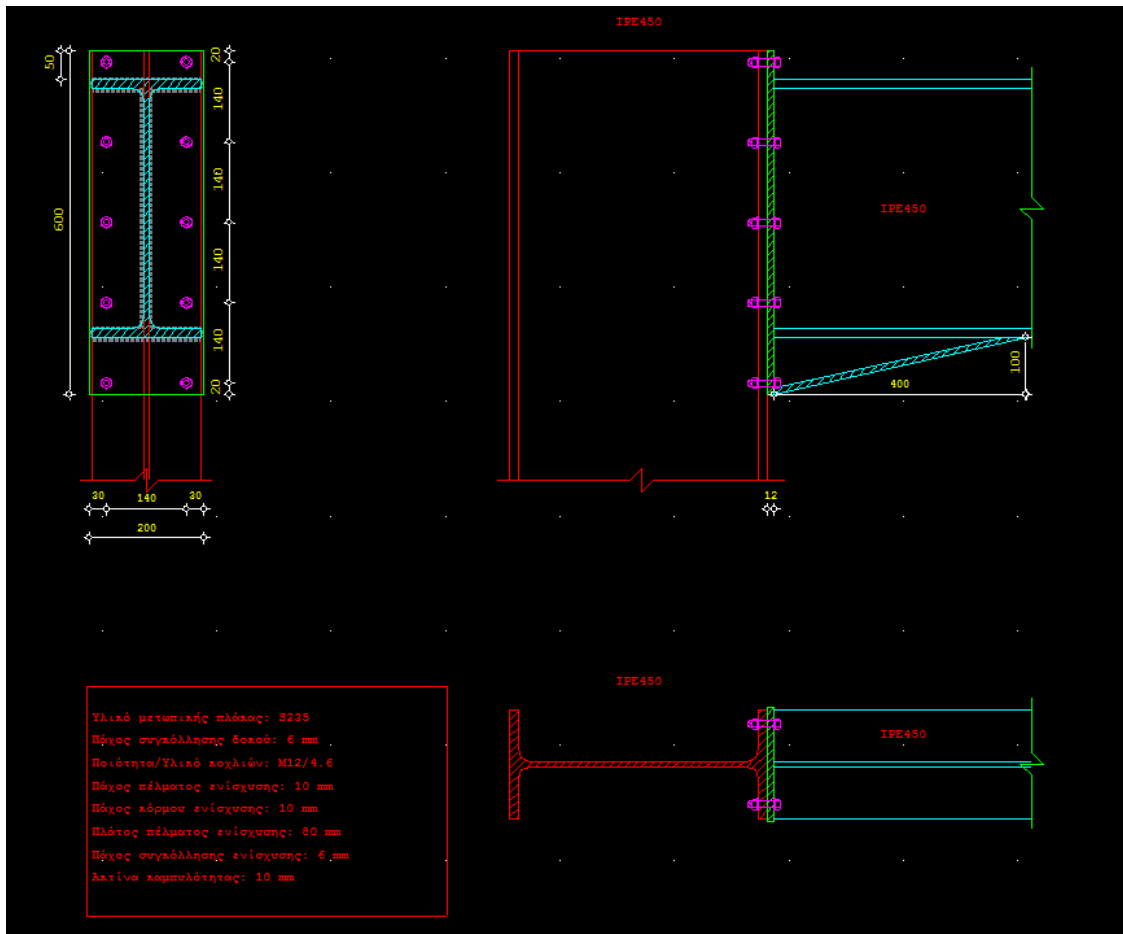 IPE450
50
20
140
140
600
IPE450
140
140
20
100
400
30
140
30
12
200
IPE450
IPE450
Υλικό μετωπικής πλάκας: S235
Πάχος συγκόλλησης δοκού: 6 mm
Ποιότητα/Υλικό κοχλιών: M12/4.6
Πάχος πέλματος ενίσχυσης: 10 mm
Πάχος κόρμου ενίσχυσης: 10 mm
Πλάτος πέλματος ενίσχυσης: 80 mm
Πάχος συγκόλλησης ενίσχυσης: 6 mm
Ακτίνα καμπυλότητας: 10 mm